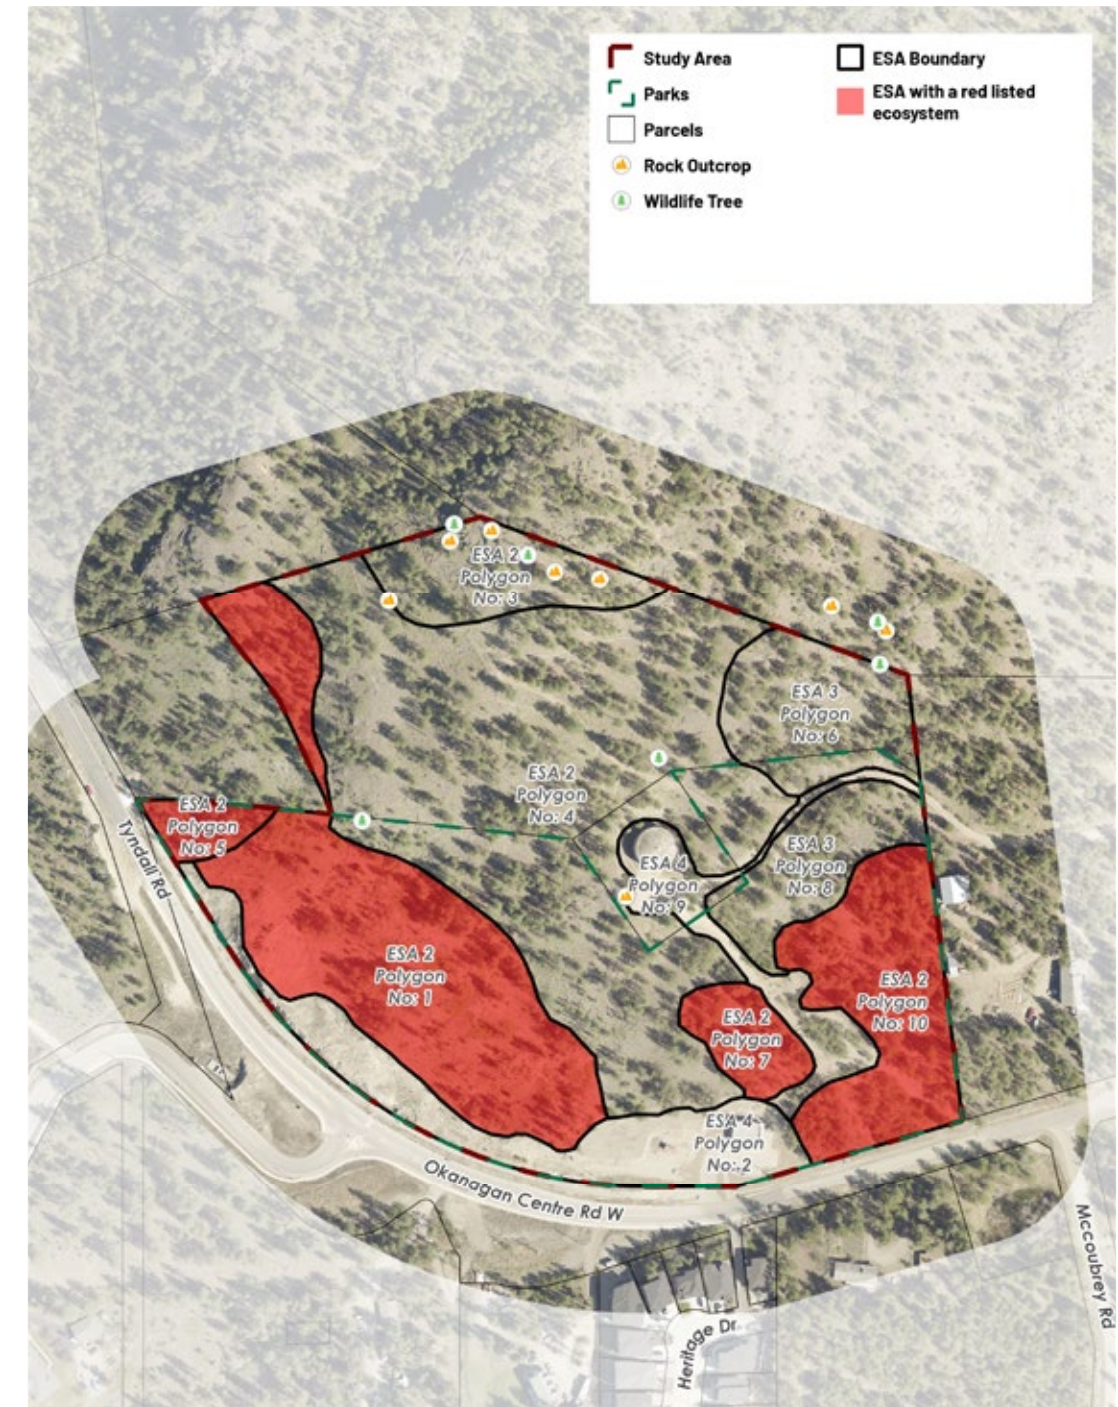 Study Area
Parks
Parcels
Rock Outcrop
Wildlife Tree
ESA Boundary
ESA with a red listed
ecosystem
ESA 2
Polygon
No: 3
ESA 3
Polygon
No: 6
ESA 2
Polygon
No: 4
ESA 2
Polygon
No: 5
ESA 3
Polygon
No: 8
ESA 4
Polygon
No: 9
ESA 2
Polygon
No: 1
ESA 2
Polygon
No: 10
ESA 2
Polygon
No: 7
ESA 4
Polygon
No: 2
Tyndall Rd
Okanagan Centre Rd W
Heritage Dr
Mccoubrey Rd